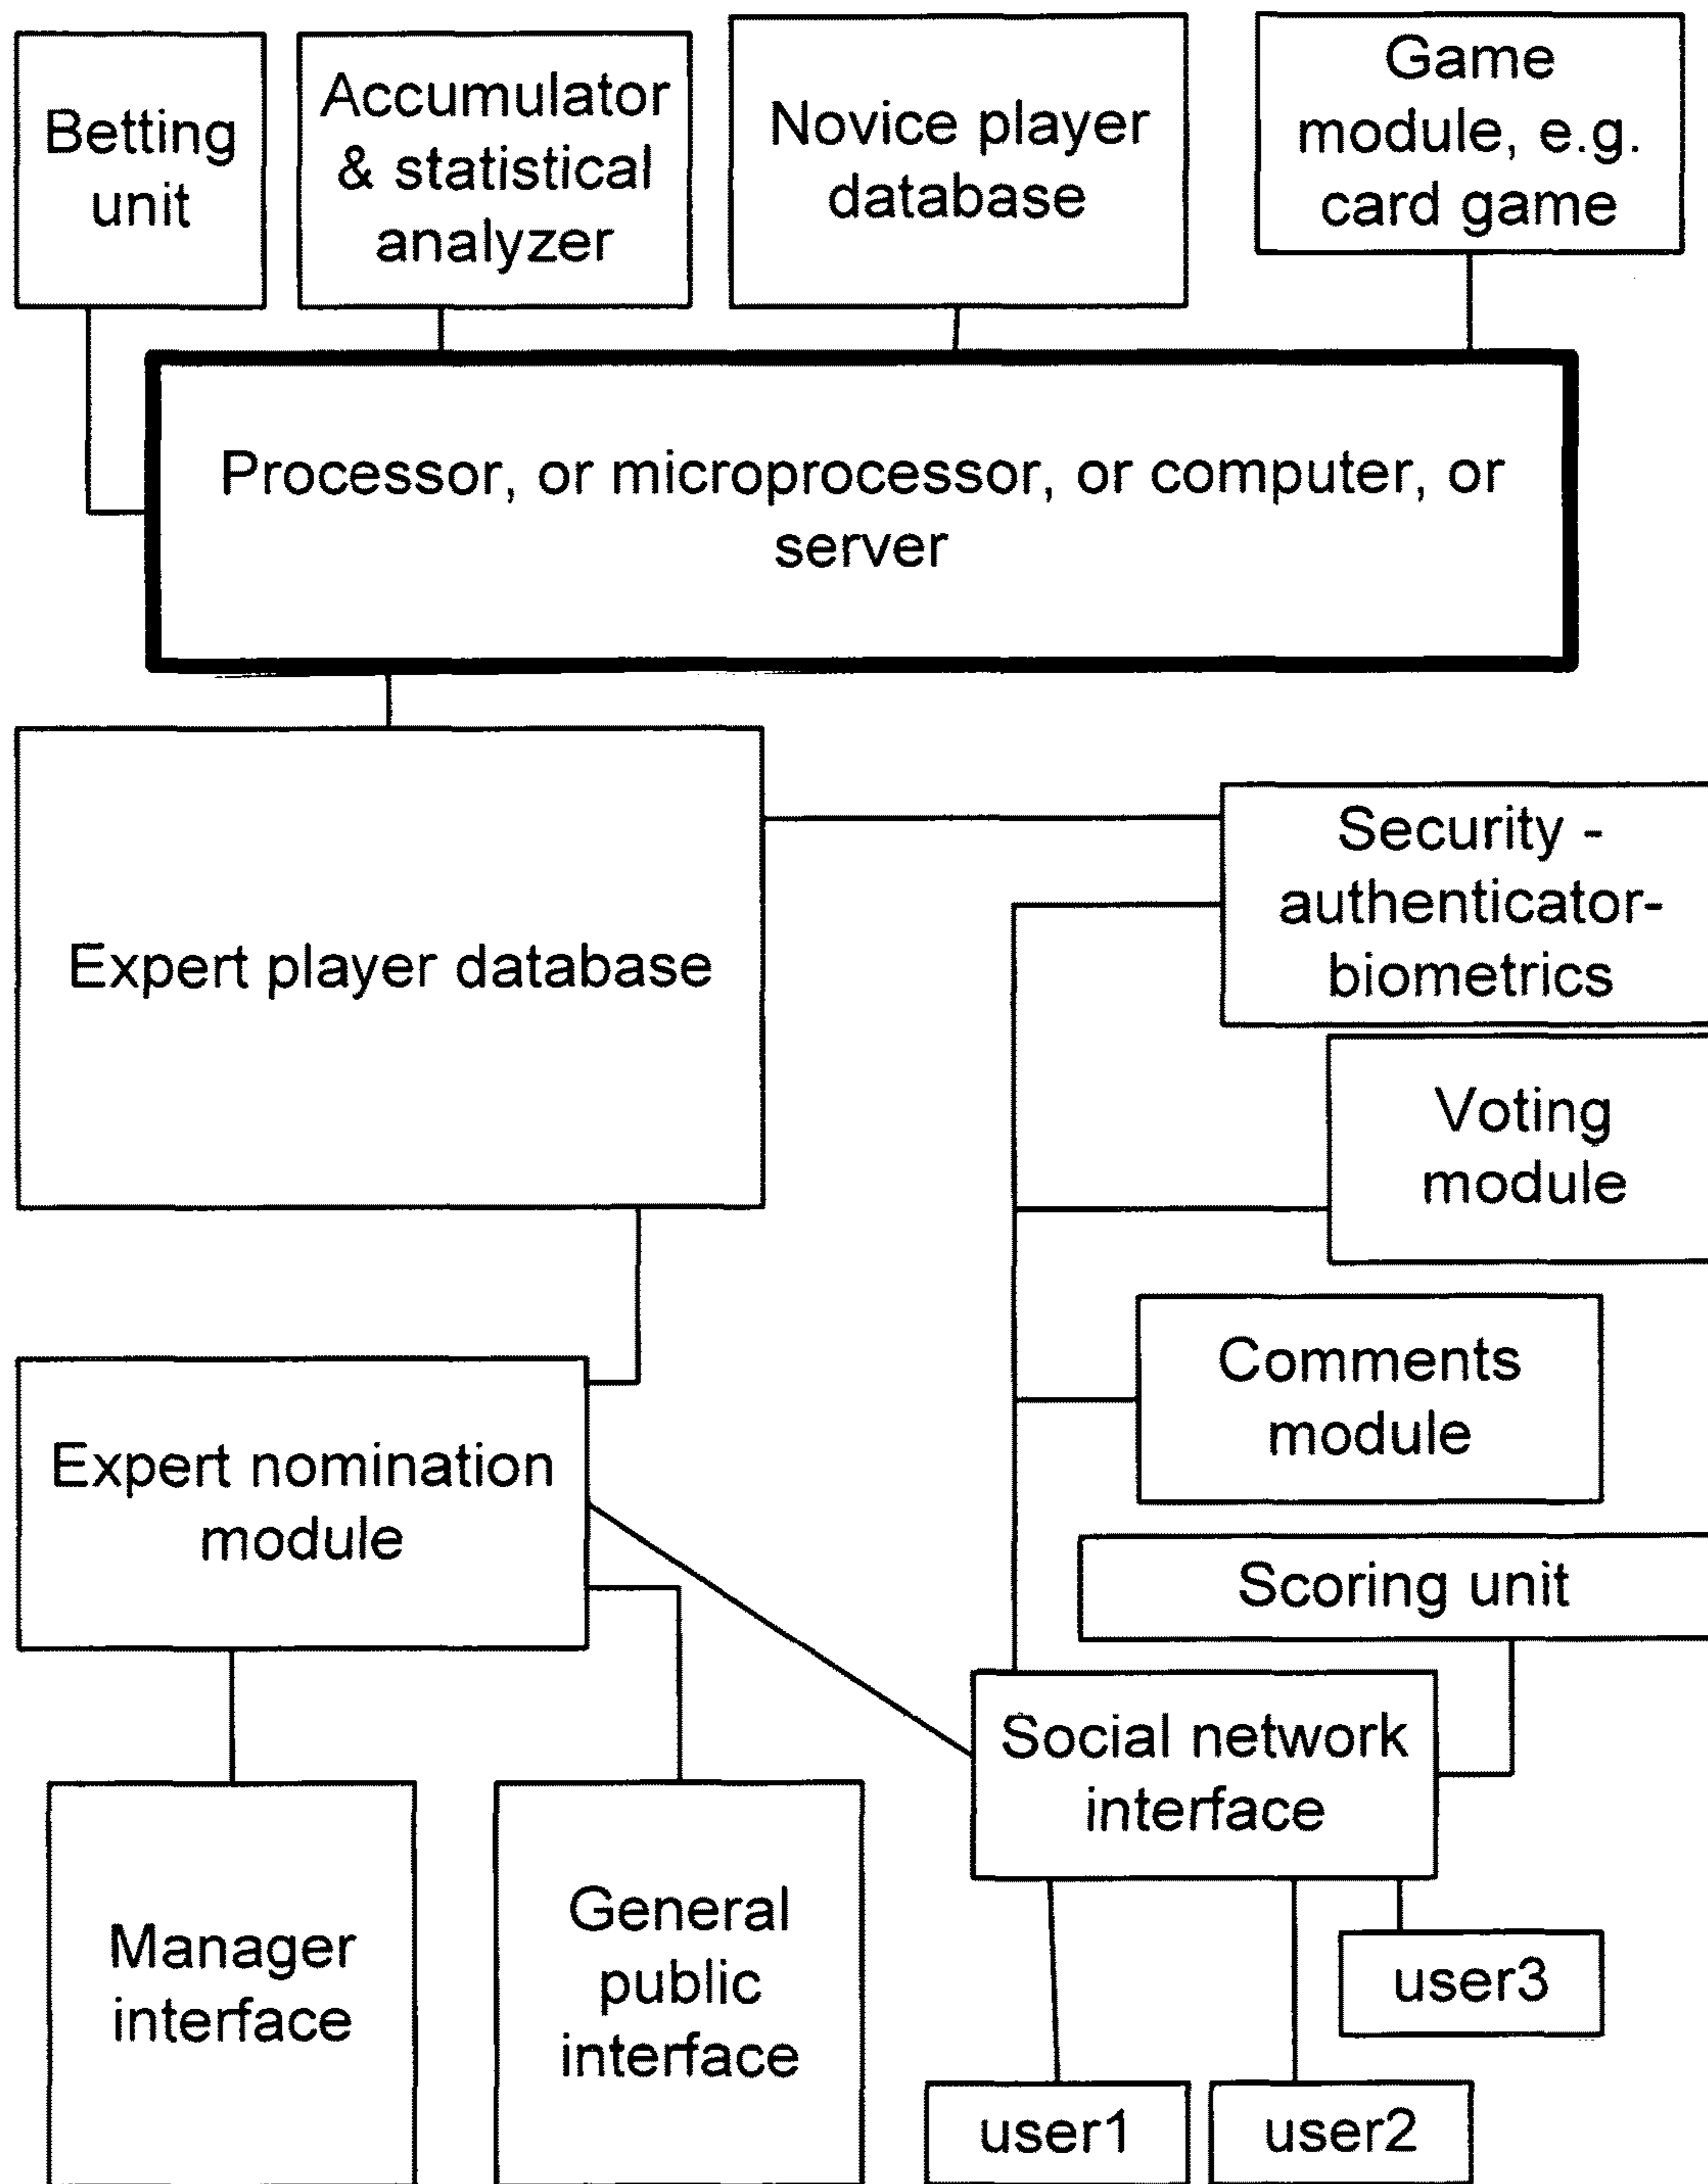 Betting
unit
Accumulator
& statistical
analyzer
Novice player
database
Game
module, e.g.
card game
Processor, or microprocessor, or computer, or
server
Expert player database
Security -
authenticator-
biometrics
Voting
module
Comments
module
Expert nomination
module
Scoring unit
Social network
interface
Manager
interface
General
public
interface
user3
user1
user2